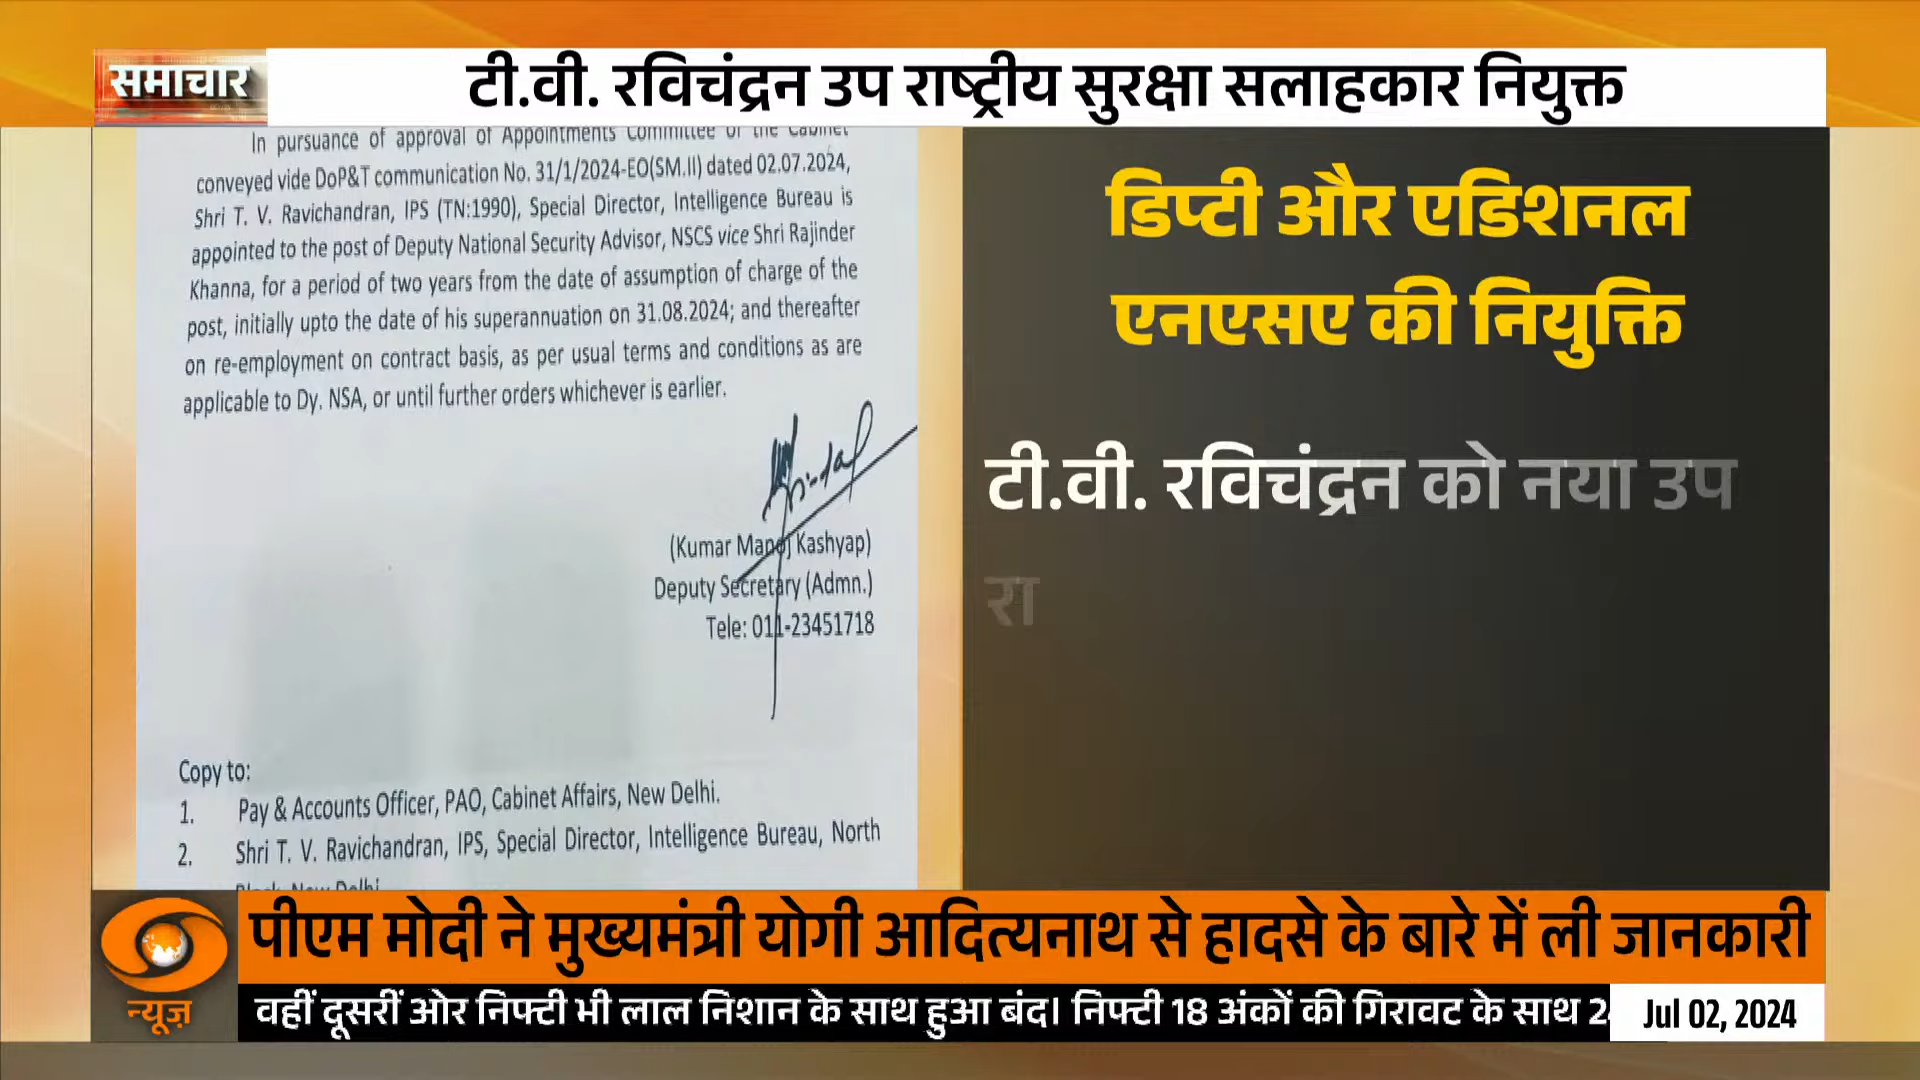 समाचार
टी.वी. रविचंद्रन उप राष्ट्रीय सुरक्षा सलाहकार नियुक्त
In pursuance of approval of Appointments Committee of the Cabinet
conveyed vide DoP&T communication No. 31/1/2024-EO(SM.II) dated 02.07.2024,
Shri T. V. Ravichandran, IPS (TN:1990), Special Director, Intelligence Bureau is
appointed to the post of Deputy National Security Advisor, NSCS vice Shri Rajinder
Khanna, for a period of two years from the date of assumption of charge of the
post, initially upto the date of his superannuation on 31.08.2024; and thereafter
on re-employment on contract basis, as per usual terms and conditions as are
applicable to Dy. NSA, or until further orders whichever is earlier.
(Kumar Manoj Kashyap)
Deputy Secretary (Admn.)
Tele: 011-23451718
Copy to:
1. Pay & Accounts Officer, PAO, Cabinet Affairs, New Delhi.
2. Shri T. V. Ravichandran, IPS, Special Director, Intelligence Bureau, North
Block, New Delhi
डिप्टी और एडिशनल
एनएसए की नियुक्ति
टी.वी. रविचंद्रन को नया उप
रा
पीएम मोदी ने मुख्यमंत्री योगी आदित्यनाथ से हादसे के बारे में ली जानकारी
न्यूज़
वहीं दूसरीं ओर निफ्टी भी लाल निशान के साथ हुआ बंद। निफ्टी 18 अंकों की गिरावट के साथ 2
Jul 02, 2024